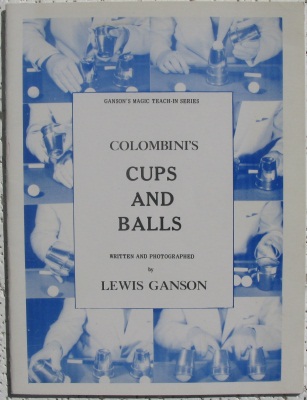 GANSON'S MAGIC TEACH-IN SERIES
COLOMBINI'S
CUPS
AND
BALLS
WRITTEN AND PHOTOGRAPHED
by
LEWIS GANSON